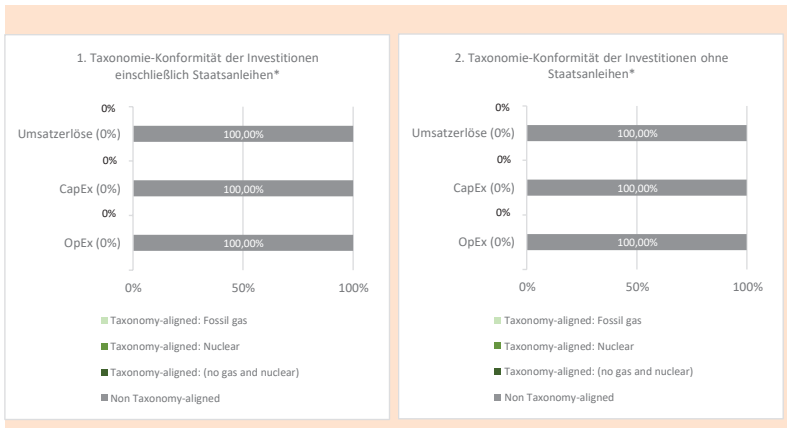 1. Taxonomie-Konformität der Investitionen
einschließlich Staatsanleihen*
0%
Umsatzerlöse (0%)
100,00%
0%
CapEx (0%)
100,00%
0%
OpEx (0%)
100,00%
0%
50%
100%
Taxonomy-aligned: Fossil gas
Taxonomy-aligned: Nuclear
Taxonomy-aligned: (no gas and nuclear)
Non Taxonomy-aligned
2. Taxonomie-Konformität der Investitionen ohne
Staatsanleihen*
0%
Umsatzerlöse (0%)
100,00%
0%
CapEx (0%)
100,00%
0%
OpEx (0%)
100,00%
0%
50%
100%
Taxonomy-aligned: Fossil gas
Taxonomy-aligned: Nuclear
Taxonomy-aligned: (no gas and nuclear)
Non Taxonomy-aligned